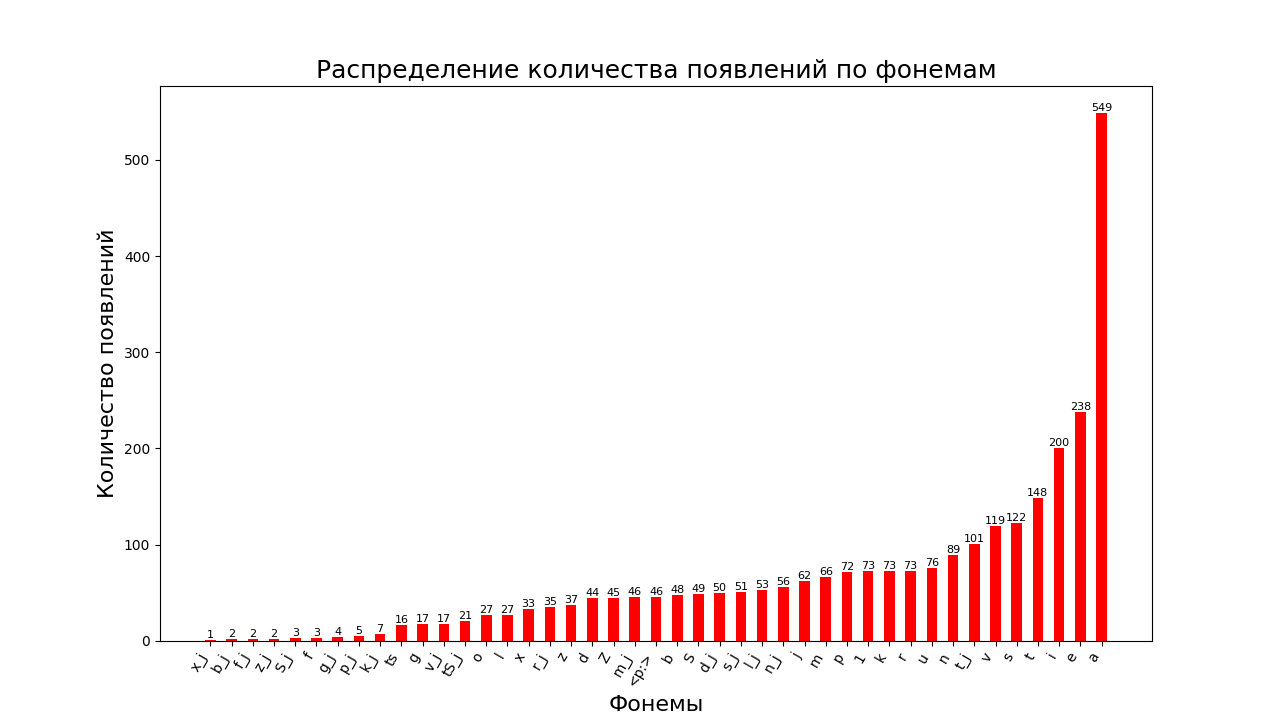 Распределение количества появлений по фонемам
Количество появлений
500
400
300
200
100
0
1 2 2 2 3 3 4 5 7 16 17 17 21 27 27 33 35 37 44 45 46 46 48 49 50 51 53 56 62 66 72 73 73 73 76 89 101 119 122 148 200 238 549
x_j b_j f_j z_j S_j f g_j p_j k_j ts g v_j tS_j o l x r_j z d Z m_j <p:> b S d_j s_j l_j n_j j m p 1 k r u n t_j v s t i e a
Фонемы